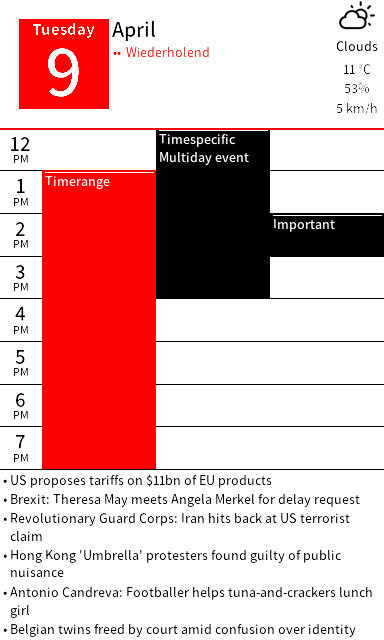 Tuesday
9
April
•• Wiederholend
Clouds
11 °C
53%
5 km/h
12
PM
Timespecific
Multiday event
1
PM
Timerange
2
PM
Important
3
PM
4
PM
5
PM
6
PM
7
PM
• US proposes tariffs on $11bn of EU products
• Brexit: Theresa May meets Angela Merkel for delay request
• Revolutionary Guard Corps: Iran hits back at US terrorist
claim
• Hong Kong 'Umbrella' protesters found guilty of public
nuisance
• Antonio Candreva: Footballer helps tuna-and-crackers lunch
girl
• Belgian twins freed by court amid confusion over identity